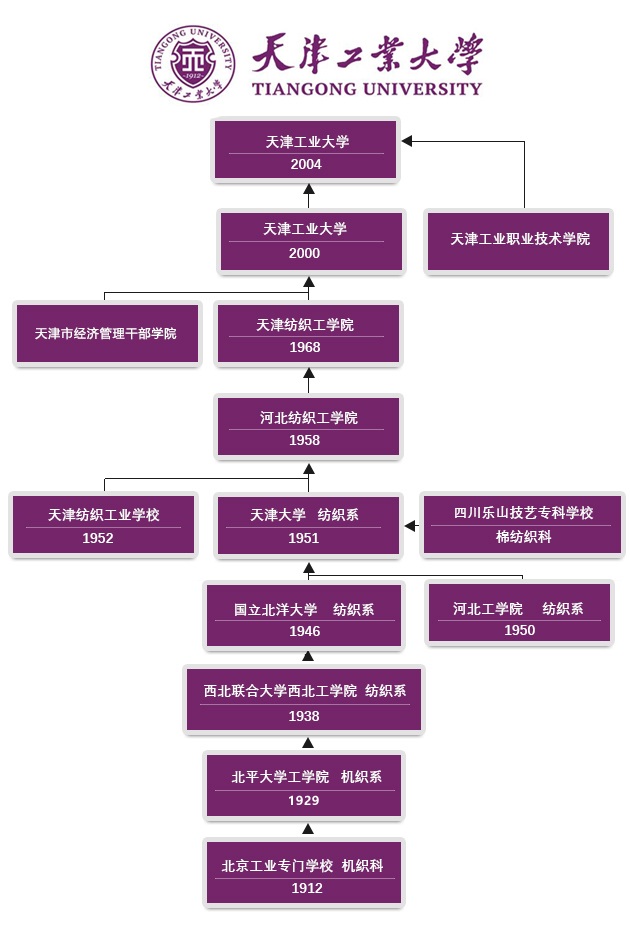 TIANGONG UNIVERSITY
1912
天津工业大学
天津工业大学
TIANGONG UNIVERSITY
天津工业大学
2004
天津工业大学
2000
天津工业职业技术学院
天津市经济管理干部学院
天津纺织工学院
1968
河北纺织工学院
1958
天津纺织工业学校
1952
天津大学 纺织系
1951
四川乐山技艺专科学校
棉纺织科
国立北洋大学 纺织系
1946
河北工学院 纺织系
1950
西北联合大学西北工学院 纺织系
1938
北平大学工学院 机织系
1929
北京工业专门学校 机织科
1912